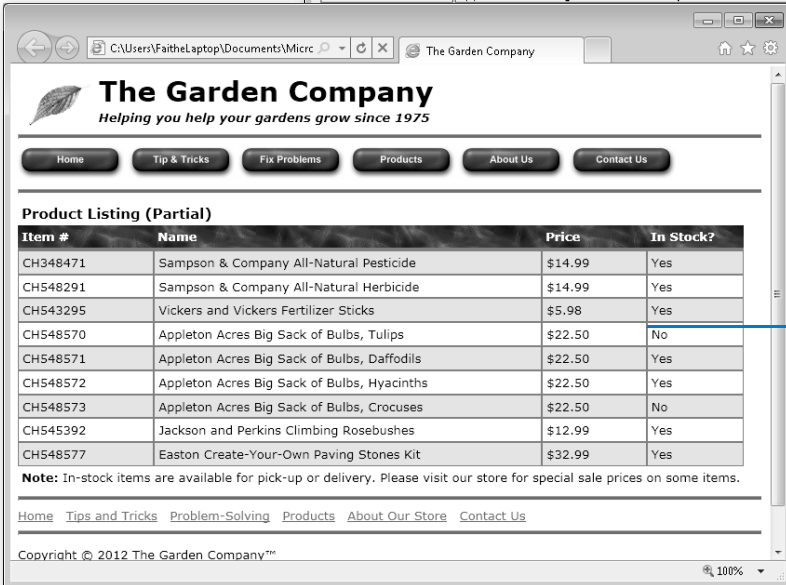 C:\Users\FaitheLaptop\Documents\Micrc
The Garden Company
The Garden Company
Helping you help your gardens grow since 1975
Home Tip & Tricks Fix Problems Products About Us Contact Us
Product Listing (Partial)
Item # Name Price In Stock?
CH348471 Sampson & Company All-Natural Pesticide $14.99 Yes
CH548291 Sampson & Company All-Natural Herbicide $14.99 Yes
CH543295 Vickers and Vickers Fertilizer Sticks $5.98 Yes
CH548570 Appleton Acres Big Sack of Bulbs, Tulips $22.50 No
CH548571 Appleton Acres Big Sack of Bulbs, Daffodils $22.50 Yes
CH548572 Appleton Acres Big Sack of Bulbs, Hyacinths $22.50 Yes
CH548573 Appleton Acres Big Sack of Bulbs, Crocuses $22.50 No
CH545392 Jackson and Perkins Climbing Rosebushes $12.99 Yes
CH548577 Easton Create-Your-Own Paving Stones Kit $32.99 Yes
Note: In-stock items are available for pick-up or delivery. Please visit our store for special sale prices on some items.
Home Tips and Tricks Problem-Solving Products About Our Store Contact Us
Copyright © 2012 The Garden Company™
100%